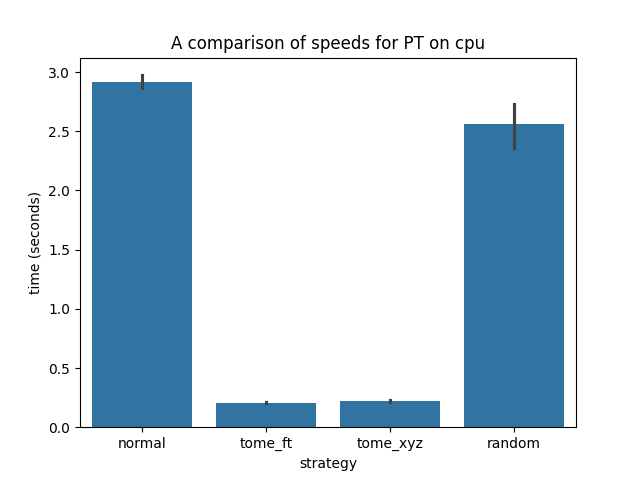 A comparison of speeds for PT on cpu
3.0
2.5
2.0
1.5
1.0
0.5
0.0
time (seconds)
normal
tome_ft
tome_xyz
random
strategy